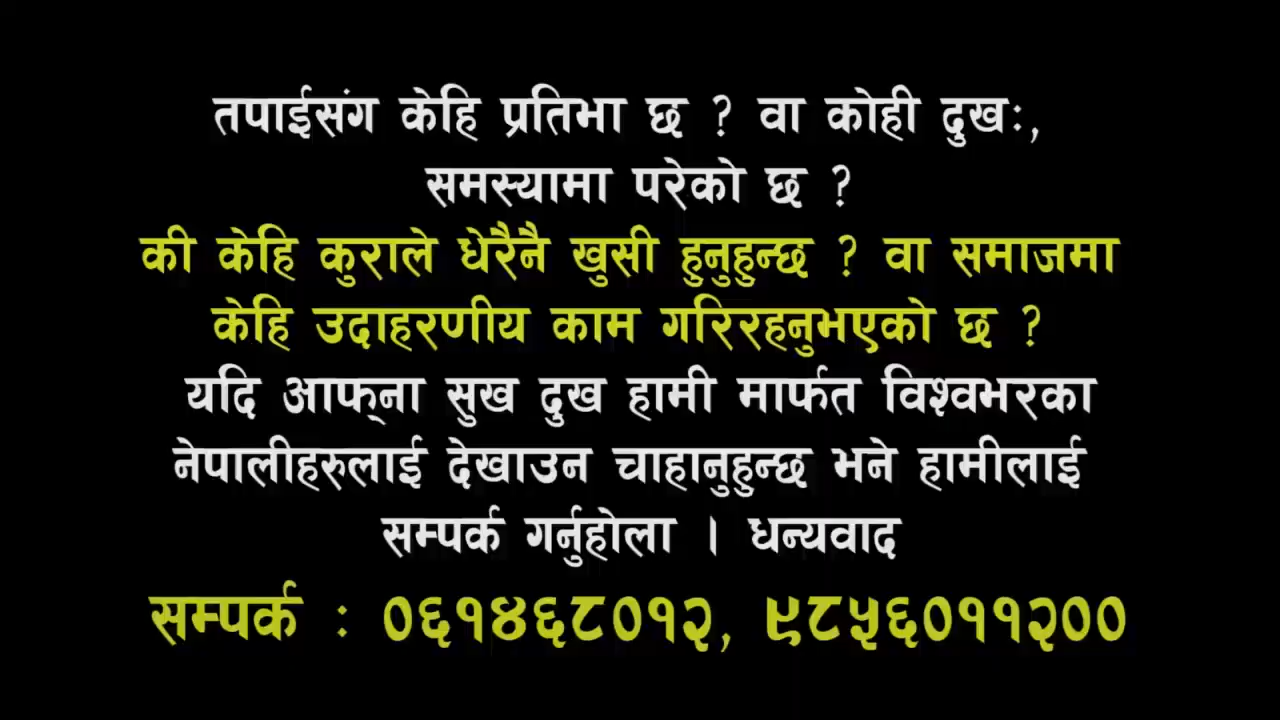 तपाईसंग केहि प्रतिभा छ ? वा कोही दुखः,
समस्यामा परेको छ ?
की केहि कुराले धेरैनै खुसी हुनुहुन्छ ? वा समाजमा
केहि उदाहरणीय काम गरिरहनुभएको छ ?
यदि आफ्‌ना सुख दुख हामी मार्फत विश्वभरका
नेपालीहरुलाई देखाउन चाहानुहुन्छ भने हामीलाई
सम्पर्क गर्नुहोला । धन्यवाद
सम्पर्क : ०६१४६८०१२, ९८५६०११२००